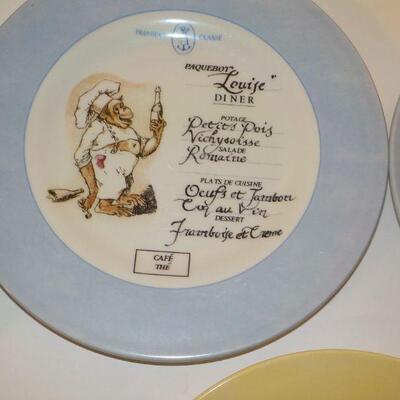 PREMIERE CLASSE
PAQUEBOT "Louise"
DINER
POTAGE
Petits Pois
Vichysoisse
SALADE
Romaine
PLATS DE CUISINE
Oeufs et Jambon
Coq au Vin
DESSERT
Framboise et Creme
CAFÉ
THÉ